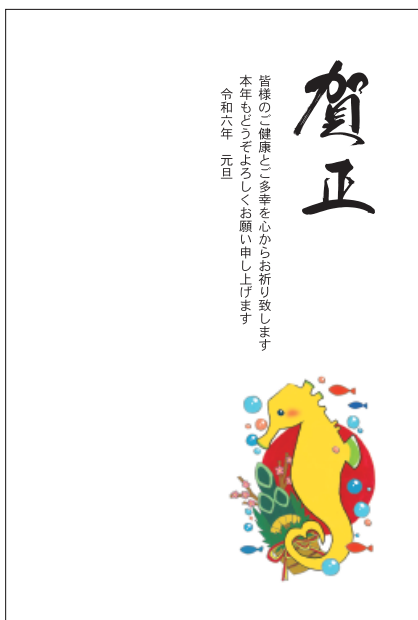 賀正
皆様のご健康とご多幸を心からお祈り致します
本年もどうぞよろしくお願い申し上げます
令和六年　元旦